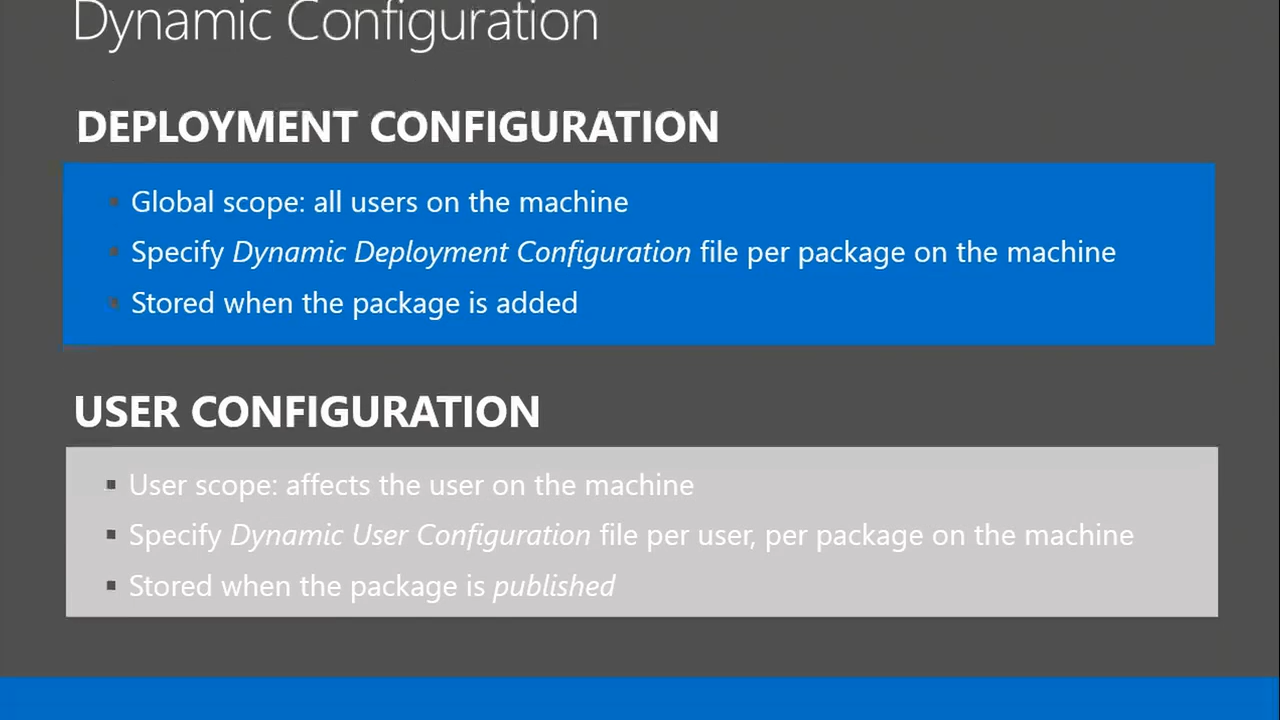 Dynamic Configuration
DEPLOYMENT CONFIGURATION
Global scope: all users on the machine
Specify Dynamic Deployment Configuration file per package on the machine
Stored when the package is added
USER CONFIGURATION
User scope: affects the user on the machine
Specify Dynamic User Configuration file per user, per package on the machine
Stored when the package is published